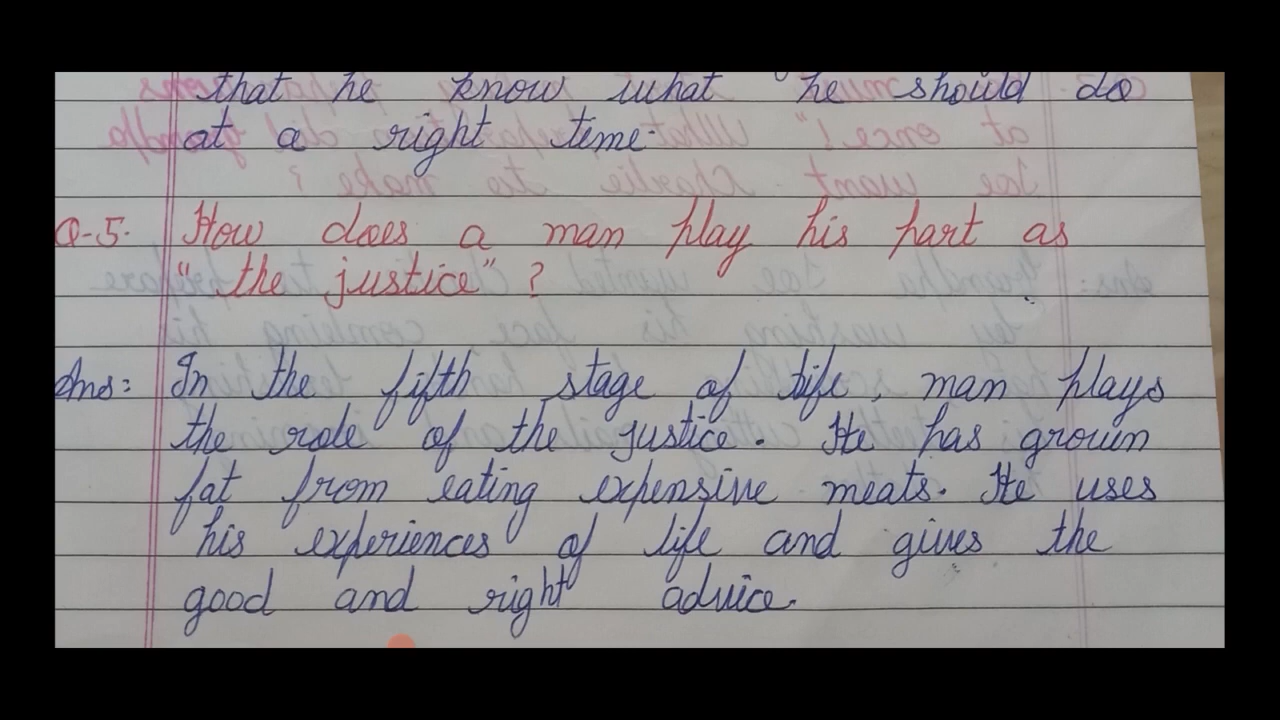 that he know what he should do
at a right time.
Q-5. How does a man play his part as
"the justice" ?
Ans: In the fifth stage of life, man plays
the role of the justice. He has grown
fat from eating expensive meats. He uses
his experiences of life and gives the
good and right advice.